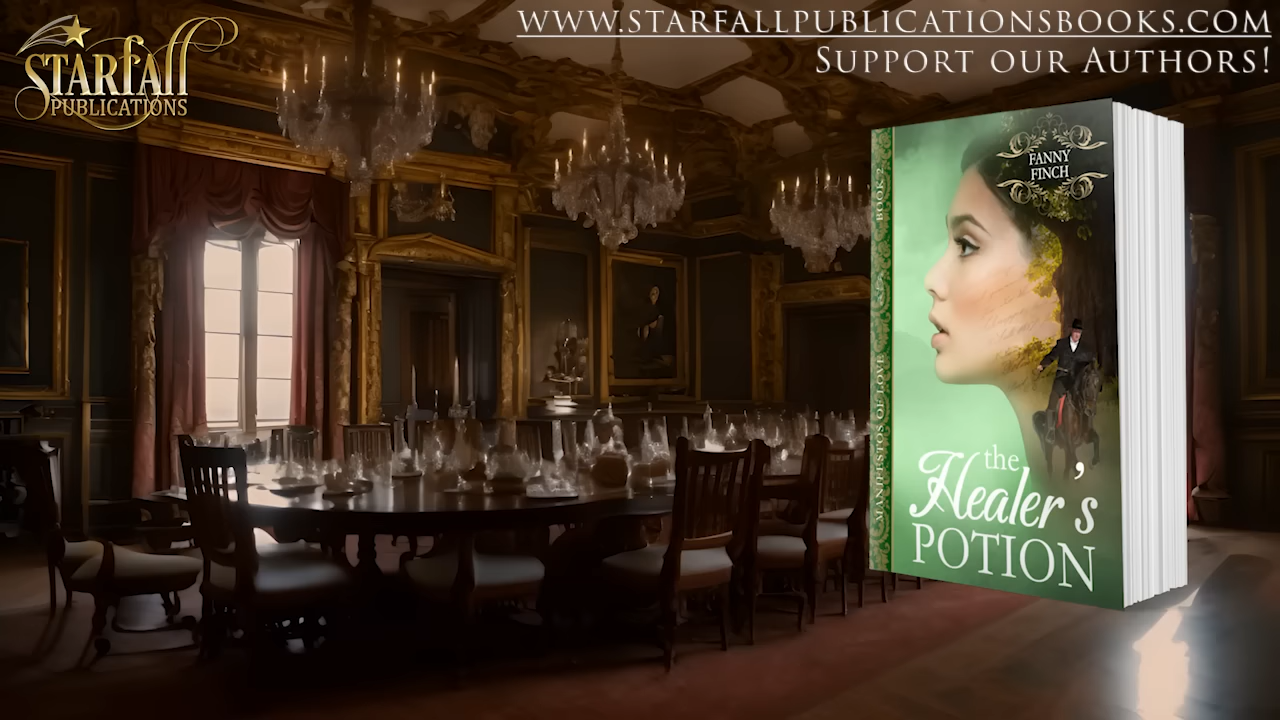 STARfall
PUBLICATIONS
WWW.STARFALLPUBLICATIONSBOOKS.COM
SUPPORT OUR AUTHORS!
FANNY
FINCH
BOOK 2
MANIFESTOS OF LOVE
the
Healer's
POTION